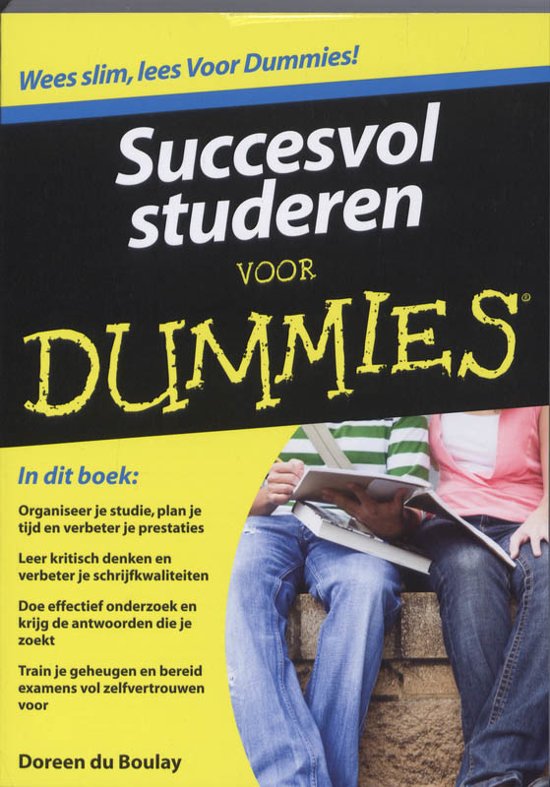 Wees slim, lees Voor Dummies!
Succesvol
studeren
VOOR
DUMMIES®
In dit boek:
Organiseer je studie, plan je
tijd en verbeter je prestaties
Leer kritisch denken en
verbeter je schrijfkwaliteiten
Doe effectief onderzoek en
krijg de antwoorden die je
zoekt
Train je geheugen en bereid
examens vol zelfvertrouwen
voor
Doreen du Boulay